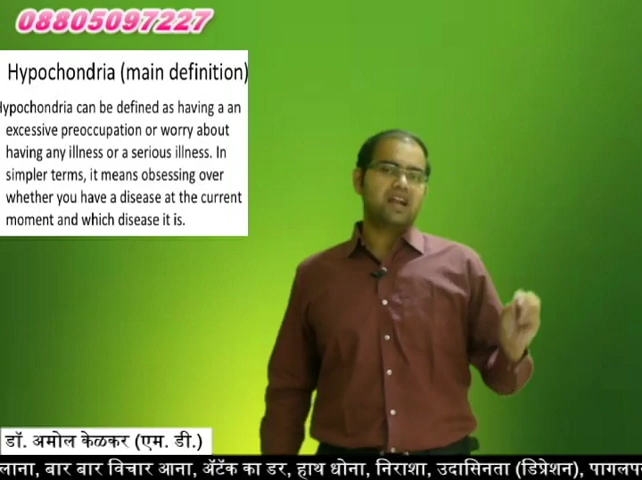 08805097227
Hypochondria (main definition)
Hypochondria can be defined as having a an
excessive preoccupation or worry about
having any illness or a serious illness. In
simpler terms, it means obsessing over
whether you have a disease at the current
moment and which disease it is.
डॉ. अमोल केळकर (एम. डी.)
लाना, बार बार विचार आना, अ‍ॅटॅक का डर, हाथ धोना, निराशा, उदासिनता (डिप्रेशन), पागलप